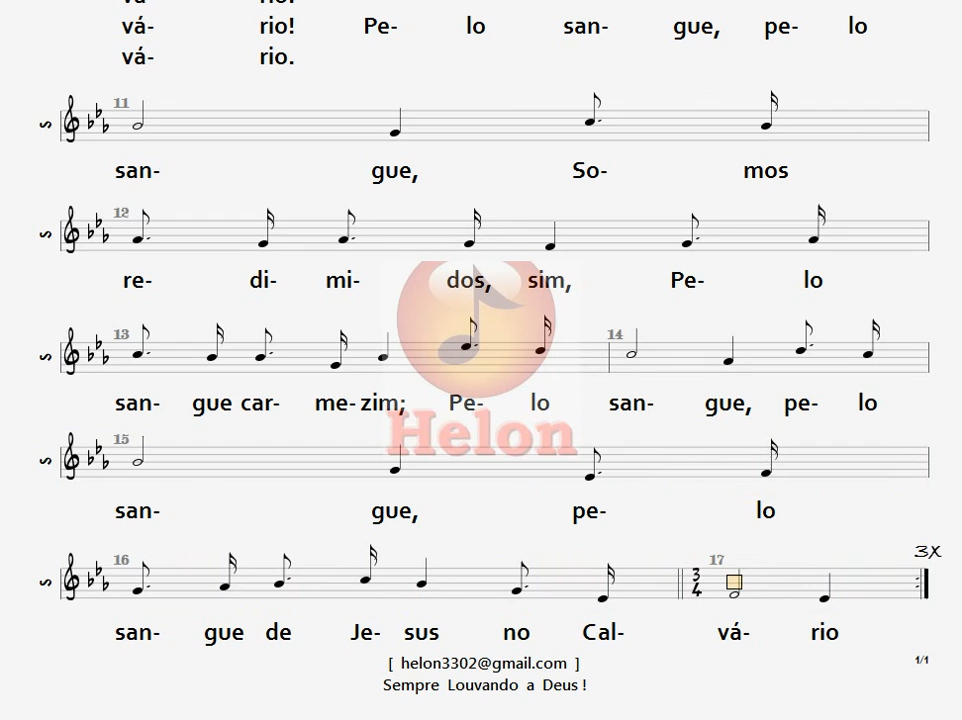 vá- rio! Pe- lo san- gue, pe- lo
vá- rio.
11
san- gue, So- mos
12
re- di- mi- dos, sim, Pe- lo
13 14
san- gue car- me- zim; Pe- lo san- gue, pe- lo
Helon
15
san- gue, pe- lo
3X
16 17
3
4
san- gue de Je- sus no Cal- vá- rio
[ helon3302@gmail.com ]
1/1
Sempre Louvando a Deus !